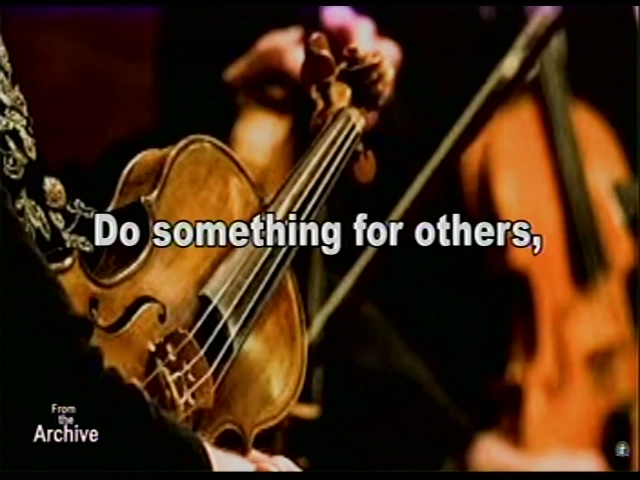 Do something for others,
From
the
Archive